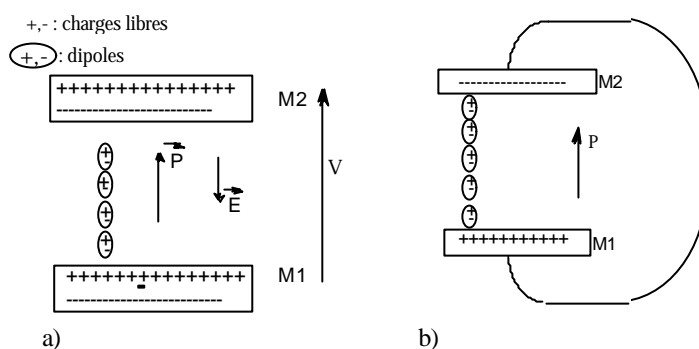 +,- : charges libres
+,- : dipoles
+++++++++++++++
--------------------------
M2
P
E
V
+++++++++++++++
-
--------------------------
M1
a)
------------------
M2
P
+++++++++++
M1
b)